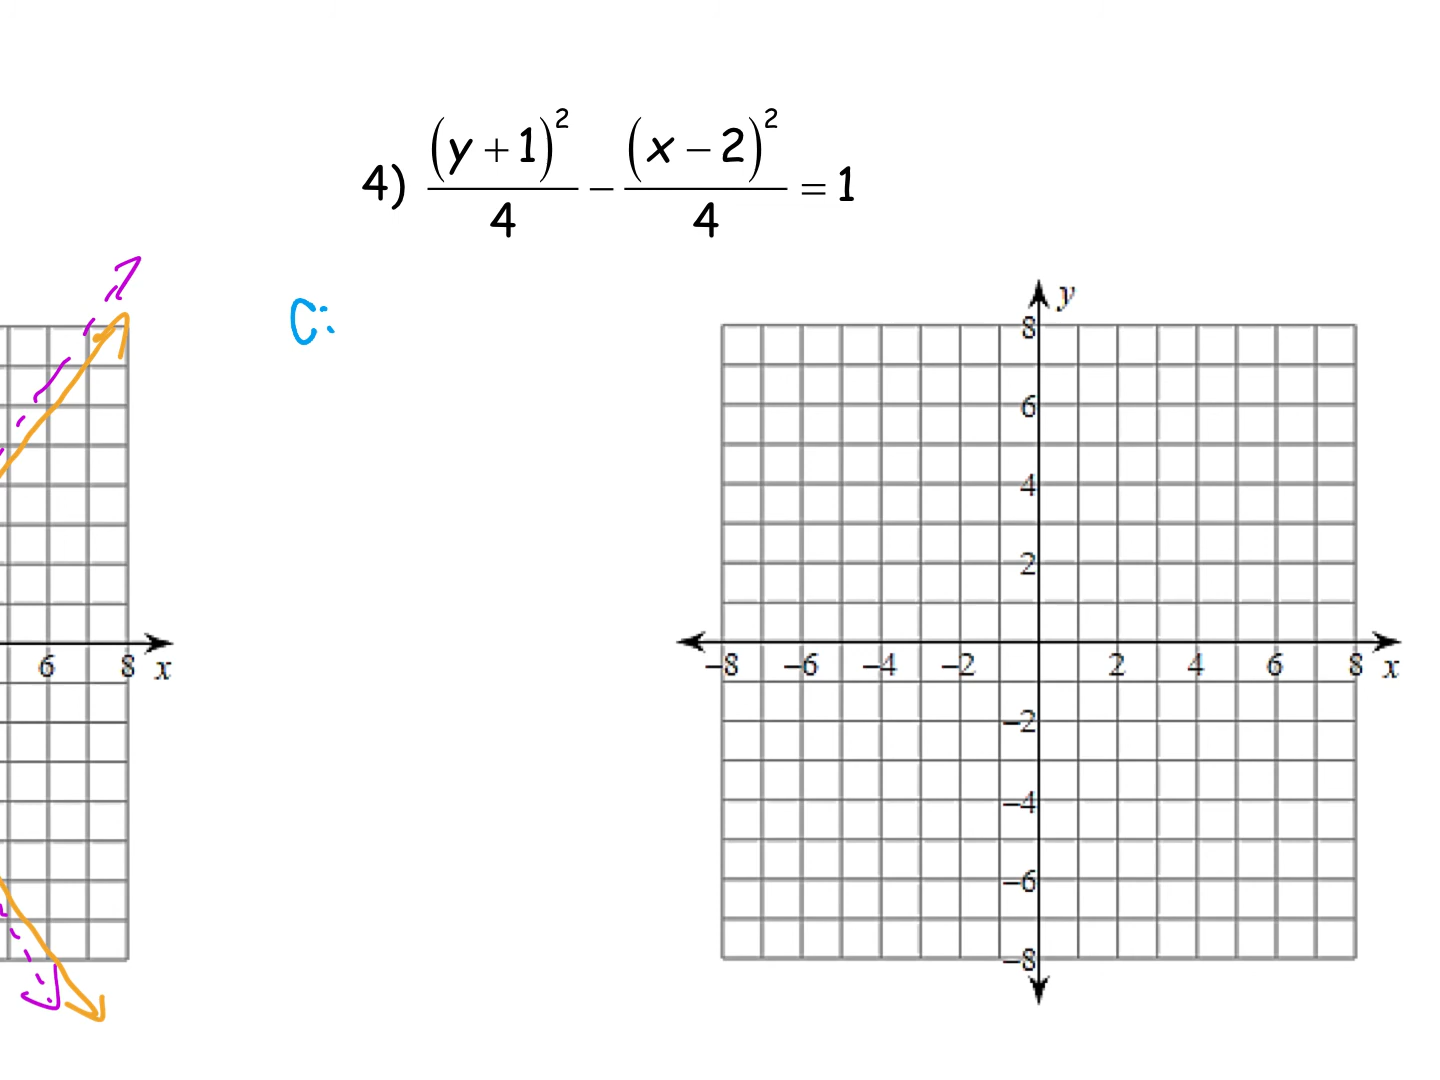 4) (y + 1)² / 4 − (x − 2)² / 4 = 1
C:
y
8
6
4
2
6 8 x
−8 −6 −4 −2 2 4 6 8 x
−2
−4
−6
−8